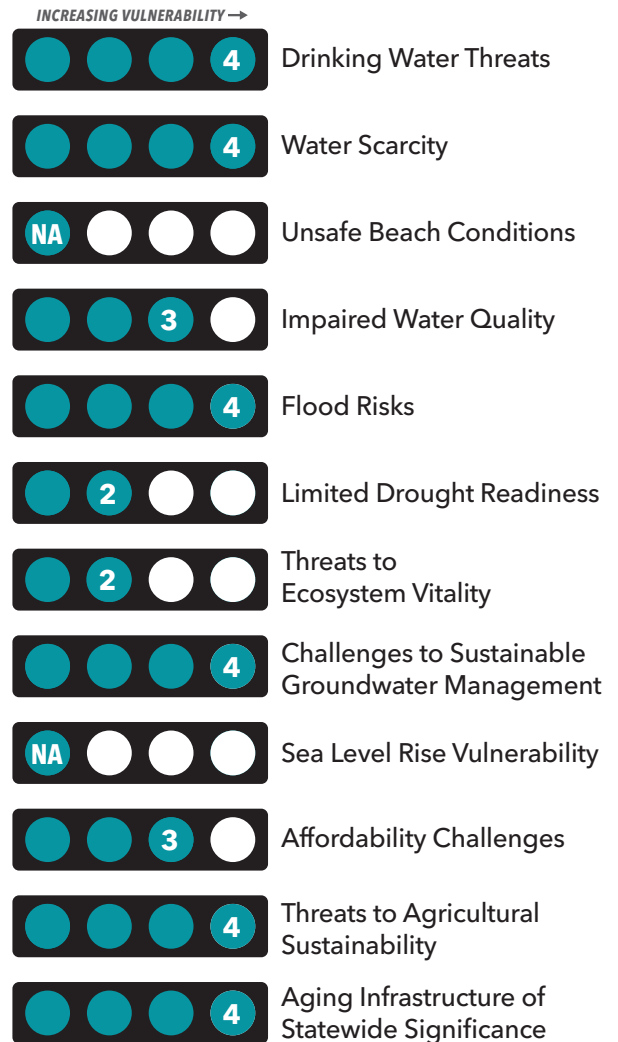 INCREASING VULNERABILITY →
4 Drinking Water Threats
4 Water Scarcity
NA Unsafe Beach Conditions
3 Impaired Water Quality
4 Flood Risks
2 Limited Drought Readiness
2 Threats to
Ecosystem Vitality
4 Challenges to Sustainable
Groundwater Management
NA Sea Level Rise Vulnerability
3 Affordability Challenges
4 Threats to Agricultural
Sustainability
4 Aging Infrastructure of
Statewide Significance